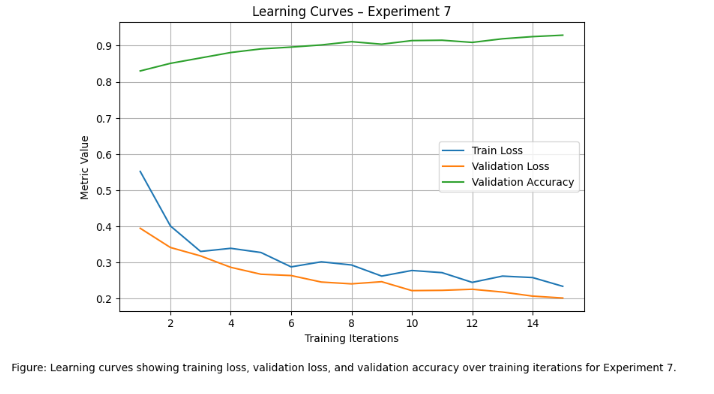 Learning Curves – Experiment 7
Metric Value
0.9
0.8
0.7
0.6
0.5
0.4
0.3
0.2
Train Loss
Validation Loss
Validation Accuracy
2 4 6 8 10 12 14
Training Iterations
Figure: Learning curves showing training loss, validation loss, and validation accuracy over training iterations for Experiment 7.